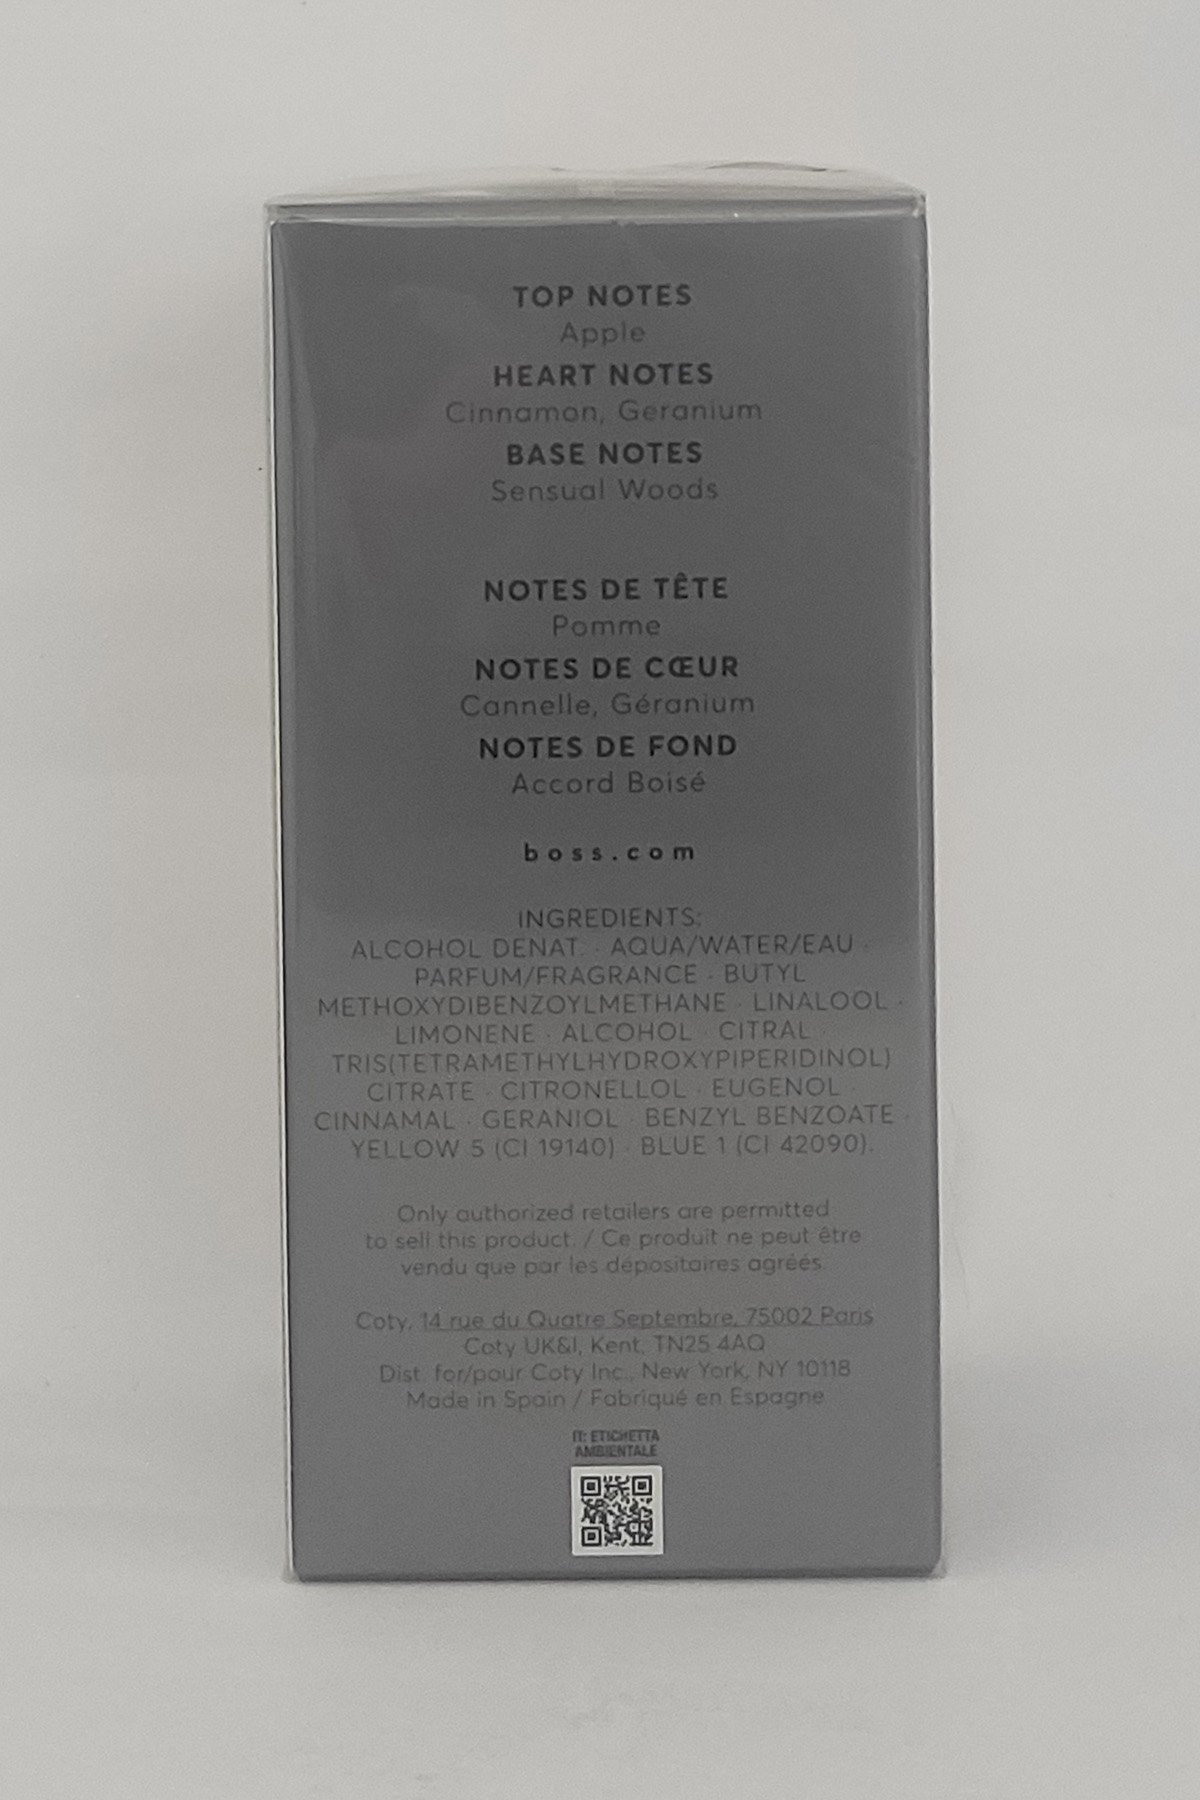 TOP NOTES
Apple
HEART NOTES
Cinnamon, Geranium
BASE NOTES
Sensual Woods
NOTES DE TÊTE
Pomme
NOTES DE CŒUR
Cannelle, Géranium
NOTES DE FOND
Accord Boisé
boss.com
INGREDIENTS:
ALCOHOL DENAT. · AQUA/WATER/EAU ·
PARFUM/FRAGRANCE · BUTYL
METHOXYDIBENZOYLMETHANE · LINALOOL ·
LIMONENE · ALCOHOL · CITRAL
TRIS(TETRAMETHYLHYDROXYPIPERIDINOL)
CITRATE · CITRONELLOL · EUGENOL ·
CINNAMAL · GERANIOL · BENZYL BENZOATE ·
YELLOW 5 (CI 19140) · BLUE 1 (CI 42090).
Only authorized retailers are permitted
to sell this product. / Ce produit ne peut être
vendu que par les dépositaires agréés.
Coty, 14 rue du Quatre Septembre, 75002 Paris
Coty UK&I, Kent, TN25 4AQ
Dist. for/pour Coty Inc., New York, NY 10118
Made in Spain / Fabriqué en Espagne
IT: ETICHETTA
AMBIENTALE